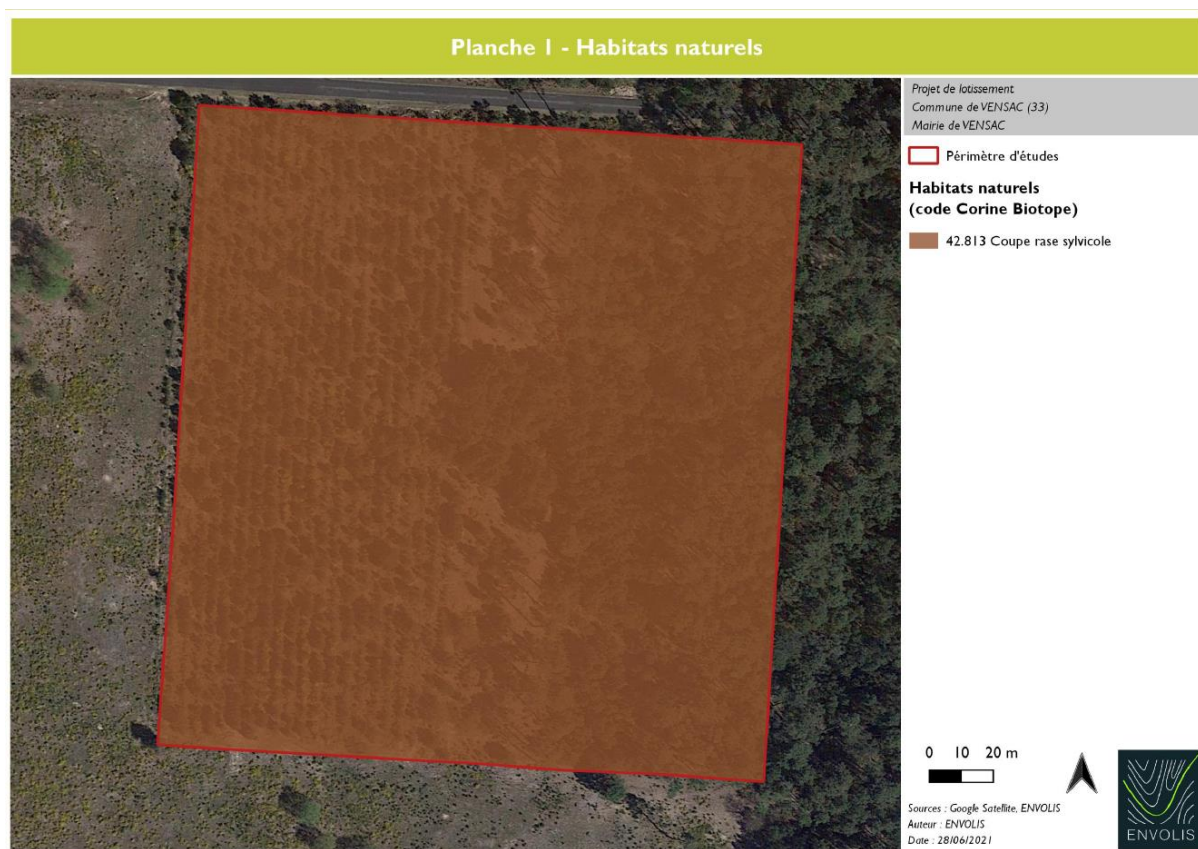 Planche 1 - Habitats naturels
Projet de lotissement
Commune de VENSAC (33)
Mairie de VENSAC
Périmètre d'études
Habitats naturels
(code Corine Biotope)
42.813 Coupe rase sylvicole
0 10 20 m
Sources : Google Satellite, ENVOLIS
Auteur : ENVOLIS
Date : 28/06/2021
ENVOLIS